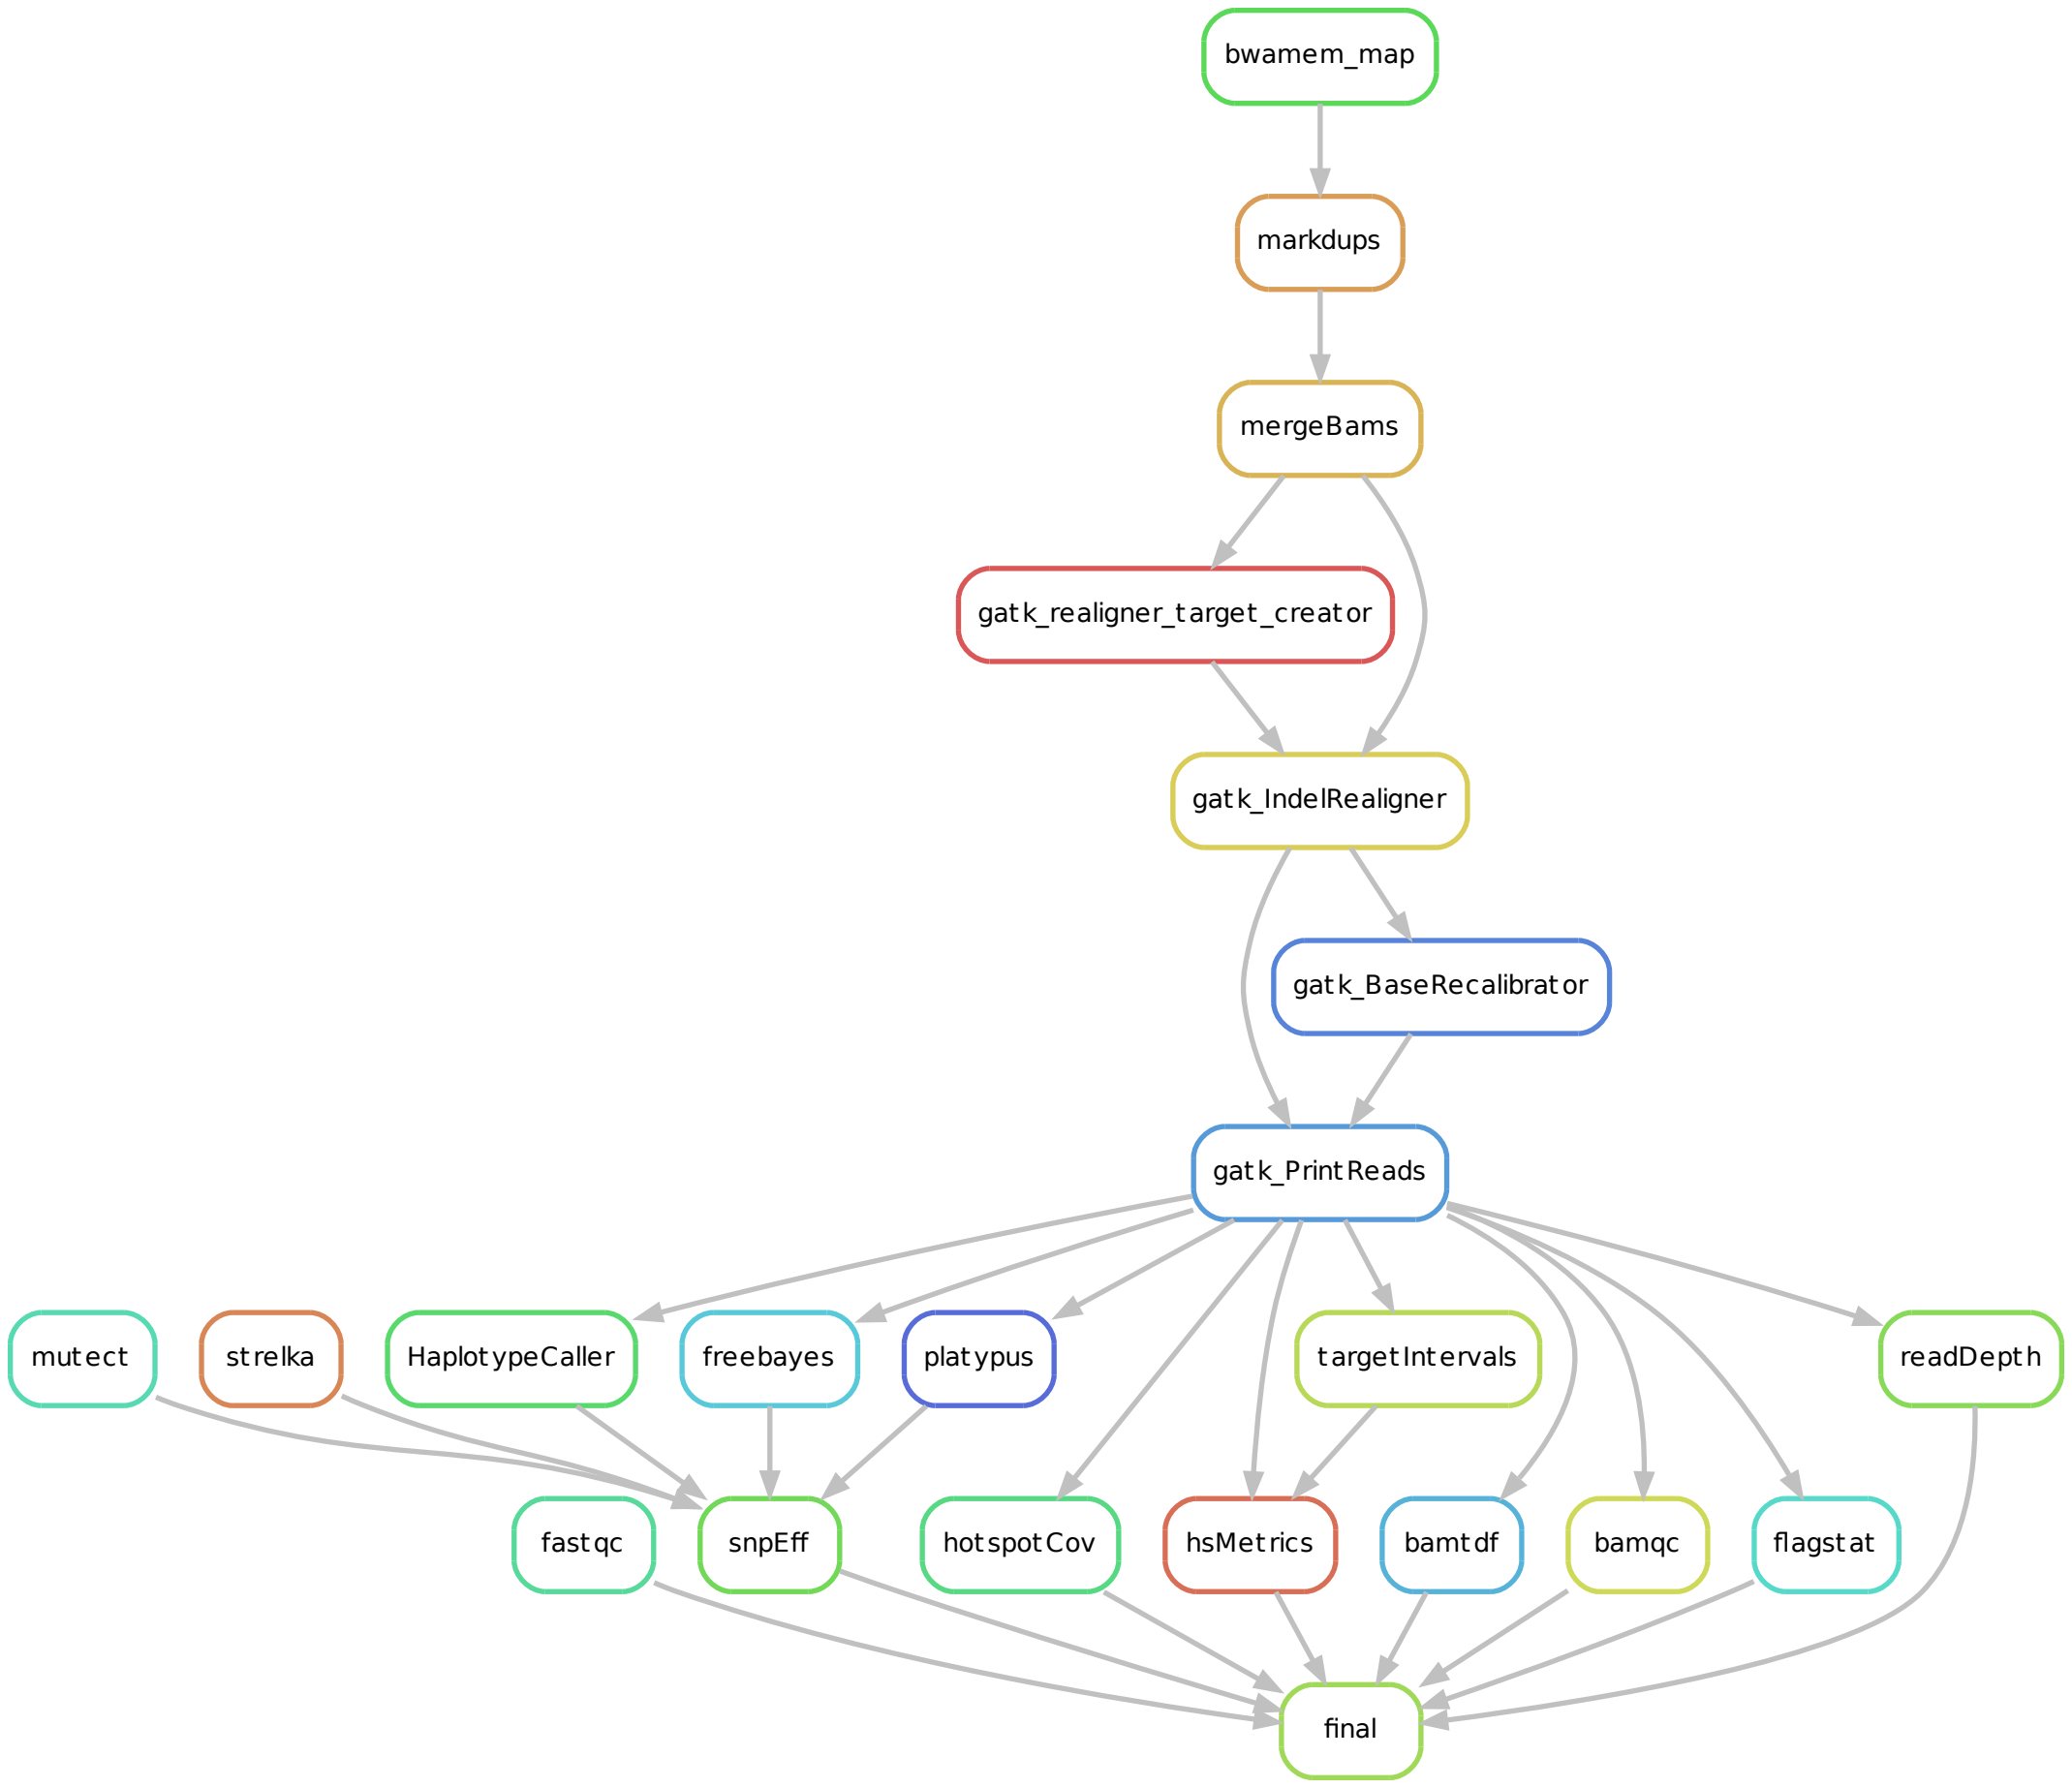 bwamem_map
markdups
mergeBams
gatk_realigner_target_creator
gatk_IndelRealigner
gatk_BaseRecalibrator
gatk_PrintReads
mutect
strelka
HaplotypeCaller
freebayes
platypus
targetIntervals
readDepth
fastqc
snpEff
hotspotCov
hsMetrics
bamtdf
bamqc
flagstat
final